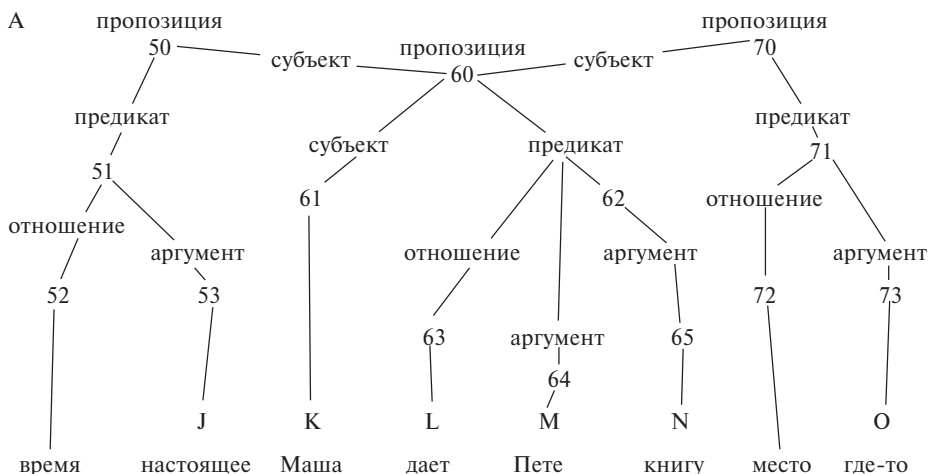 А
пропозиция
50
субъект
пропозиция
60
субъект
пропозиция
70
предикат
51
субъект
61
предикат
62
предикат
71
отношение
52
аргумент
53
отношение
63
аргумент
64
аргумент
65
отношение
72
аргумент
73
J K L M N O
время настоящее Маша дает Пете книгу место где-то